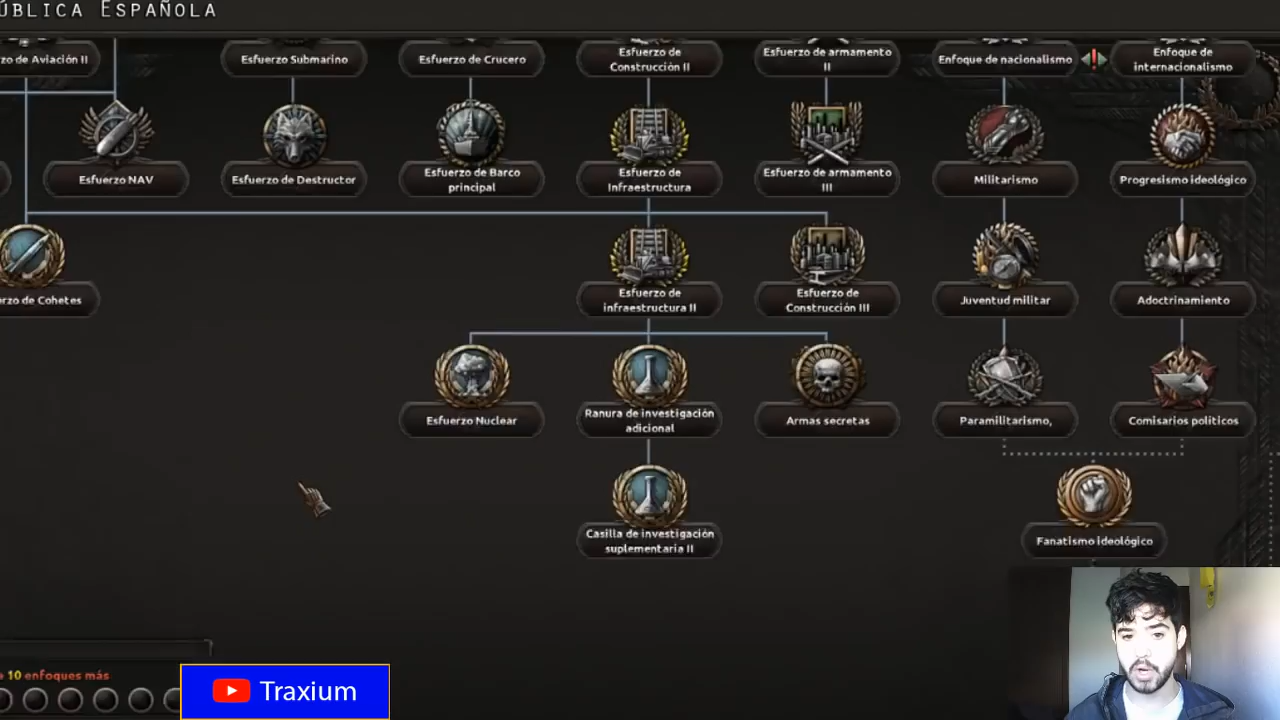 ÚBLICA ESPAÑOLA
zo de Aviación II
Esfuerzo Submarino
Esfuerzo de Crucero
Esfuerzo de
Construcción II
Esfuerzo de armamento
II
Enfoque de nacionalismo
Enfoque de
internacionalismo
Esfuerzo NAV
Esfuerzo de Destructor
Esfuerzo de Barco
principal
Esfuerzo de
Infraestructura
Esfuerzo de armamento
III
Militarismo
Progresismo ideológico
erzo de Cohetes
Esfuerzo de
infraestructura II
Esfuerzo de
Construcción III
Juventud militar
Adoctrinamiento
Esfuerzo Nuclear
Ranura de investigación
adicional
Armas secretas
Paramilitarismo,
Comisarios políticos
Casilla de investigación
suplementaria II
Fanatismo ideológico
10 enfoques más
Traxium